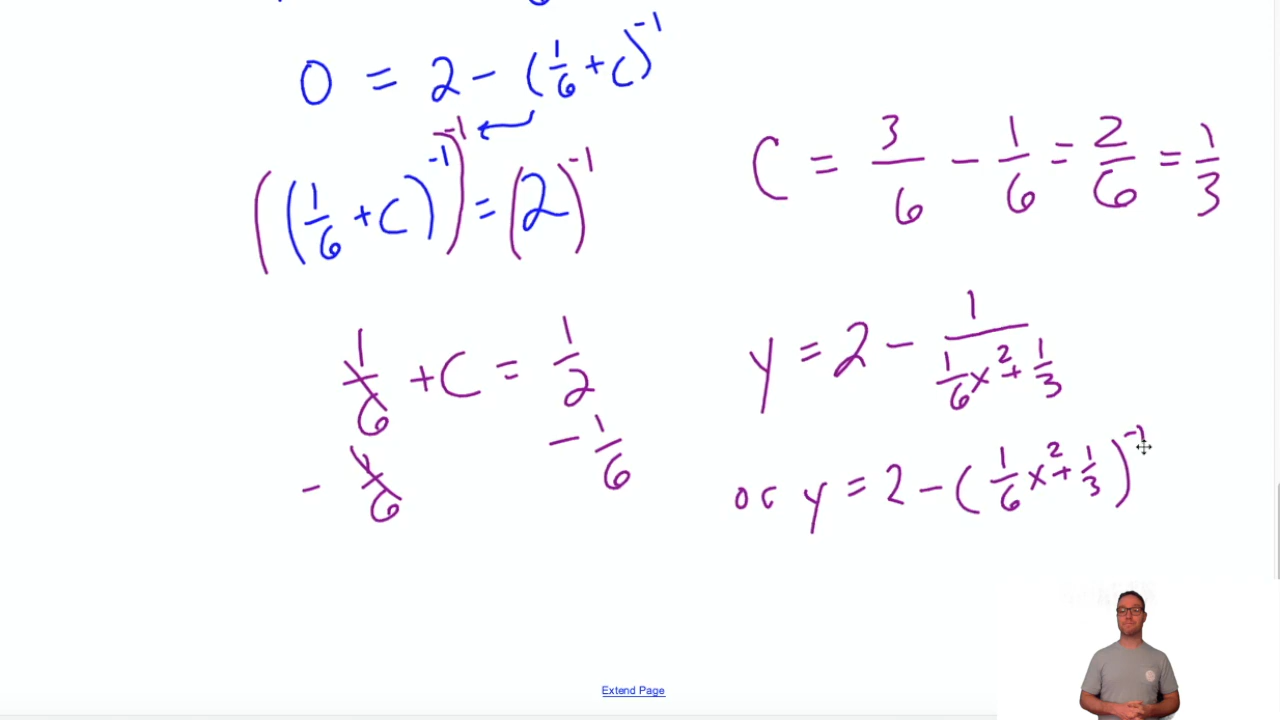 0 = 2 - (1/6 + C)^-1
((1/6 + C)^-1)^-1 = (2)^-1
1/6 + C = 1/2
- 1/6 - 1/6
C = 3/6 - 1/6 = 2/6 = 1/3
y = 2 - 1/(1/6 x^2 + 1/3)
or y = 2 - (1/6 x^2 + 1/3)^-1
Extend Page